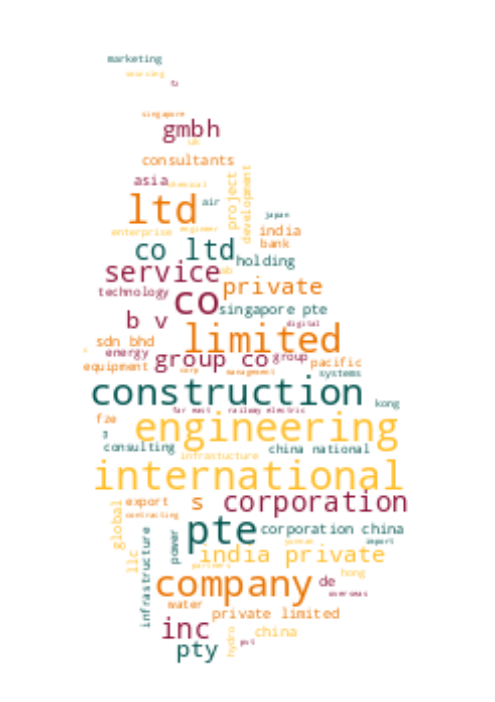 marketing
sourcing
singapore
gmbh
consultants
asia chemical
project
development
ltd air
japan
enterprise engineer india
bank
co ltd
holding
service
private
technology
co
singapore pte
b v
digital
limited
sdn bhd
energy
group co
group
pacific
equipment
corp management
systems
construction
kong
far east railway electric
fze
engineering
consulting
china national
infrastucture
international
export
s corporation
global
contracting
pte
corporation china
infrastructure
power
llc
india private
import
partners
company
hong
de
overseas
water
private limited
inc
china
hydro
pty
pvt